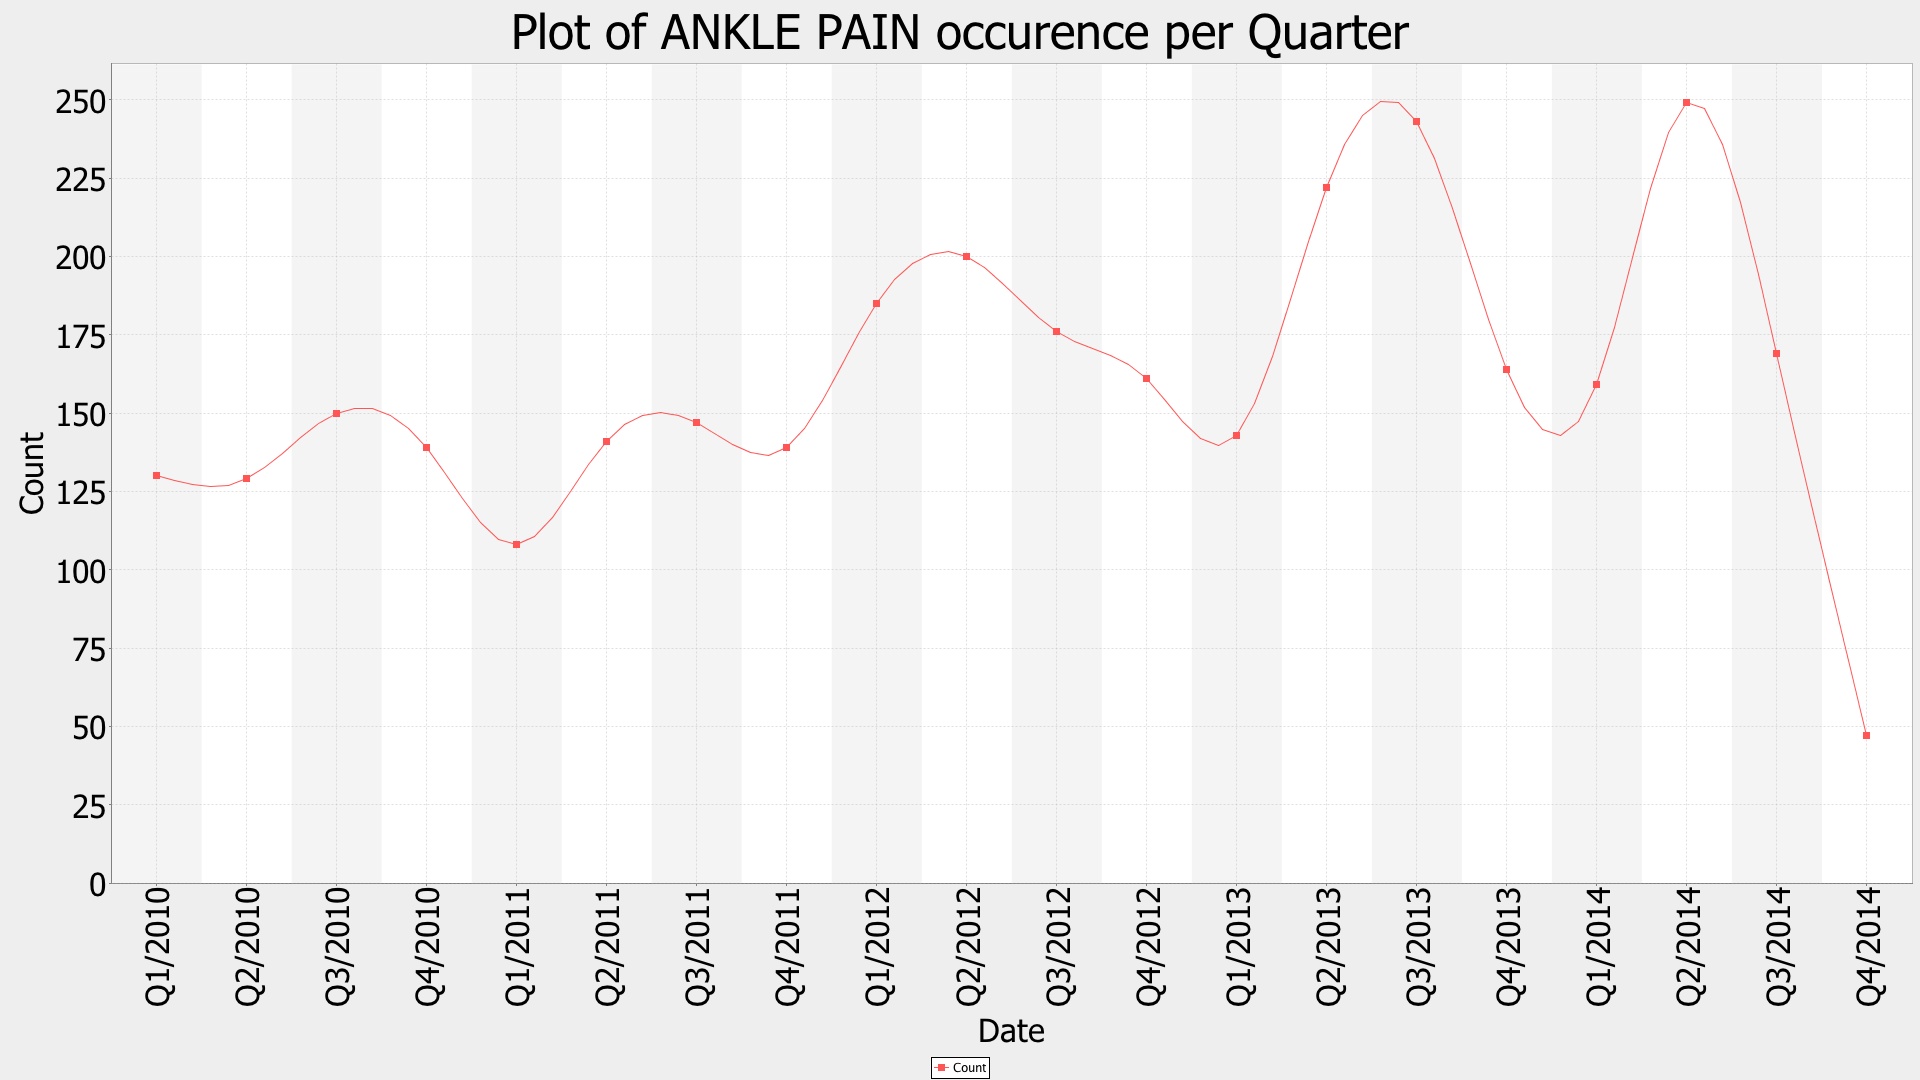 Plot of ANKLE PAIN occurence per Quarter
250
225
200
175
150
125
100
75
50
25
0
Count
Q1/2010
Q2/2010
Q3/2010
Q4/2010
Q1/2011
Q2/2011
Q3/2011
Q4/2011
Q1/2012
Q2/2012
Q3/2012
Q4/2012
Q1/2013
Q2/2013
Q3/2013
Q4/2013
Q1/2014
Q2/2014
Q3/2014
Q4/2014
Date
Count